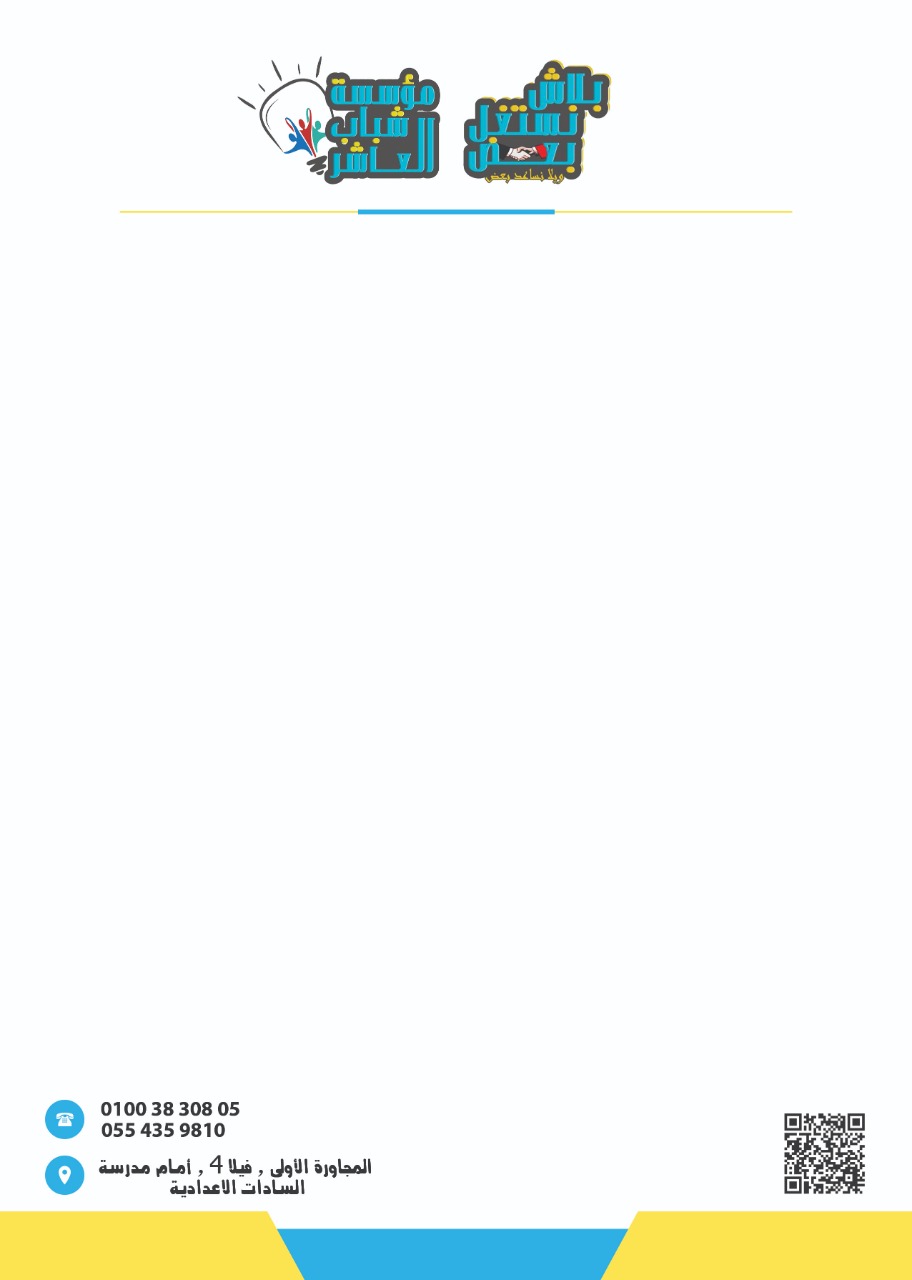 مؤسسة
شباب
العاشر
بلاش
نستغل
بعض
ويلا نساعد بعض
0100 38 308 05
055 435 9810
المجاورة الأولى , فيلا 4 , أمام مدرسة
السادات الاعدادية